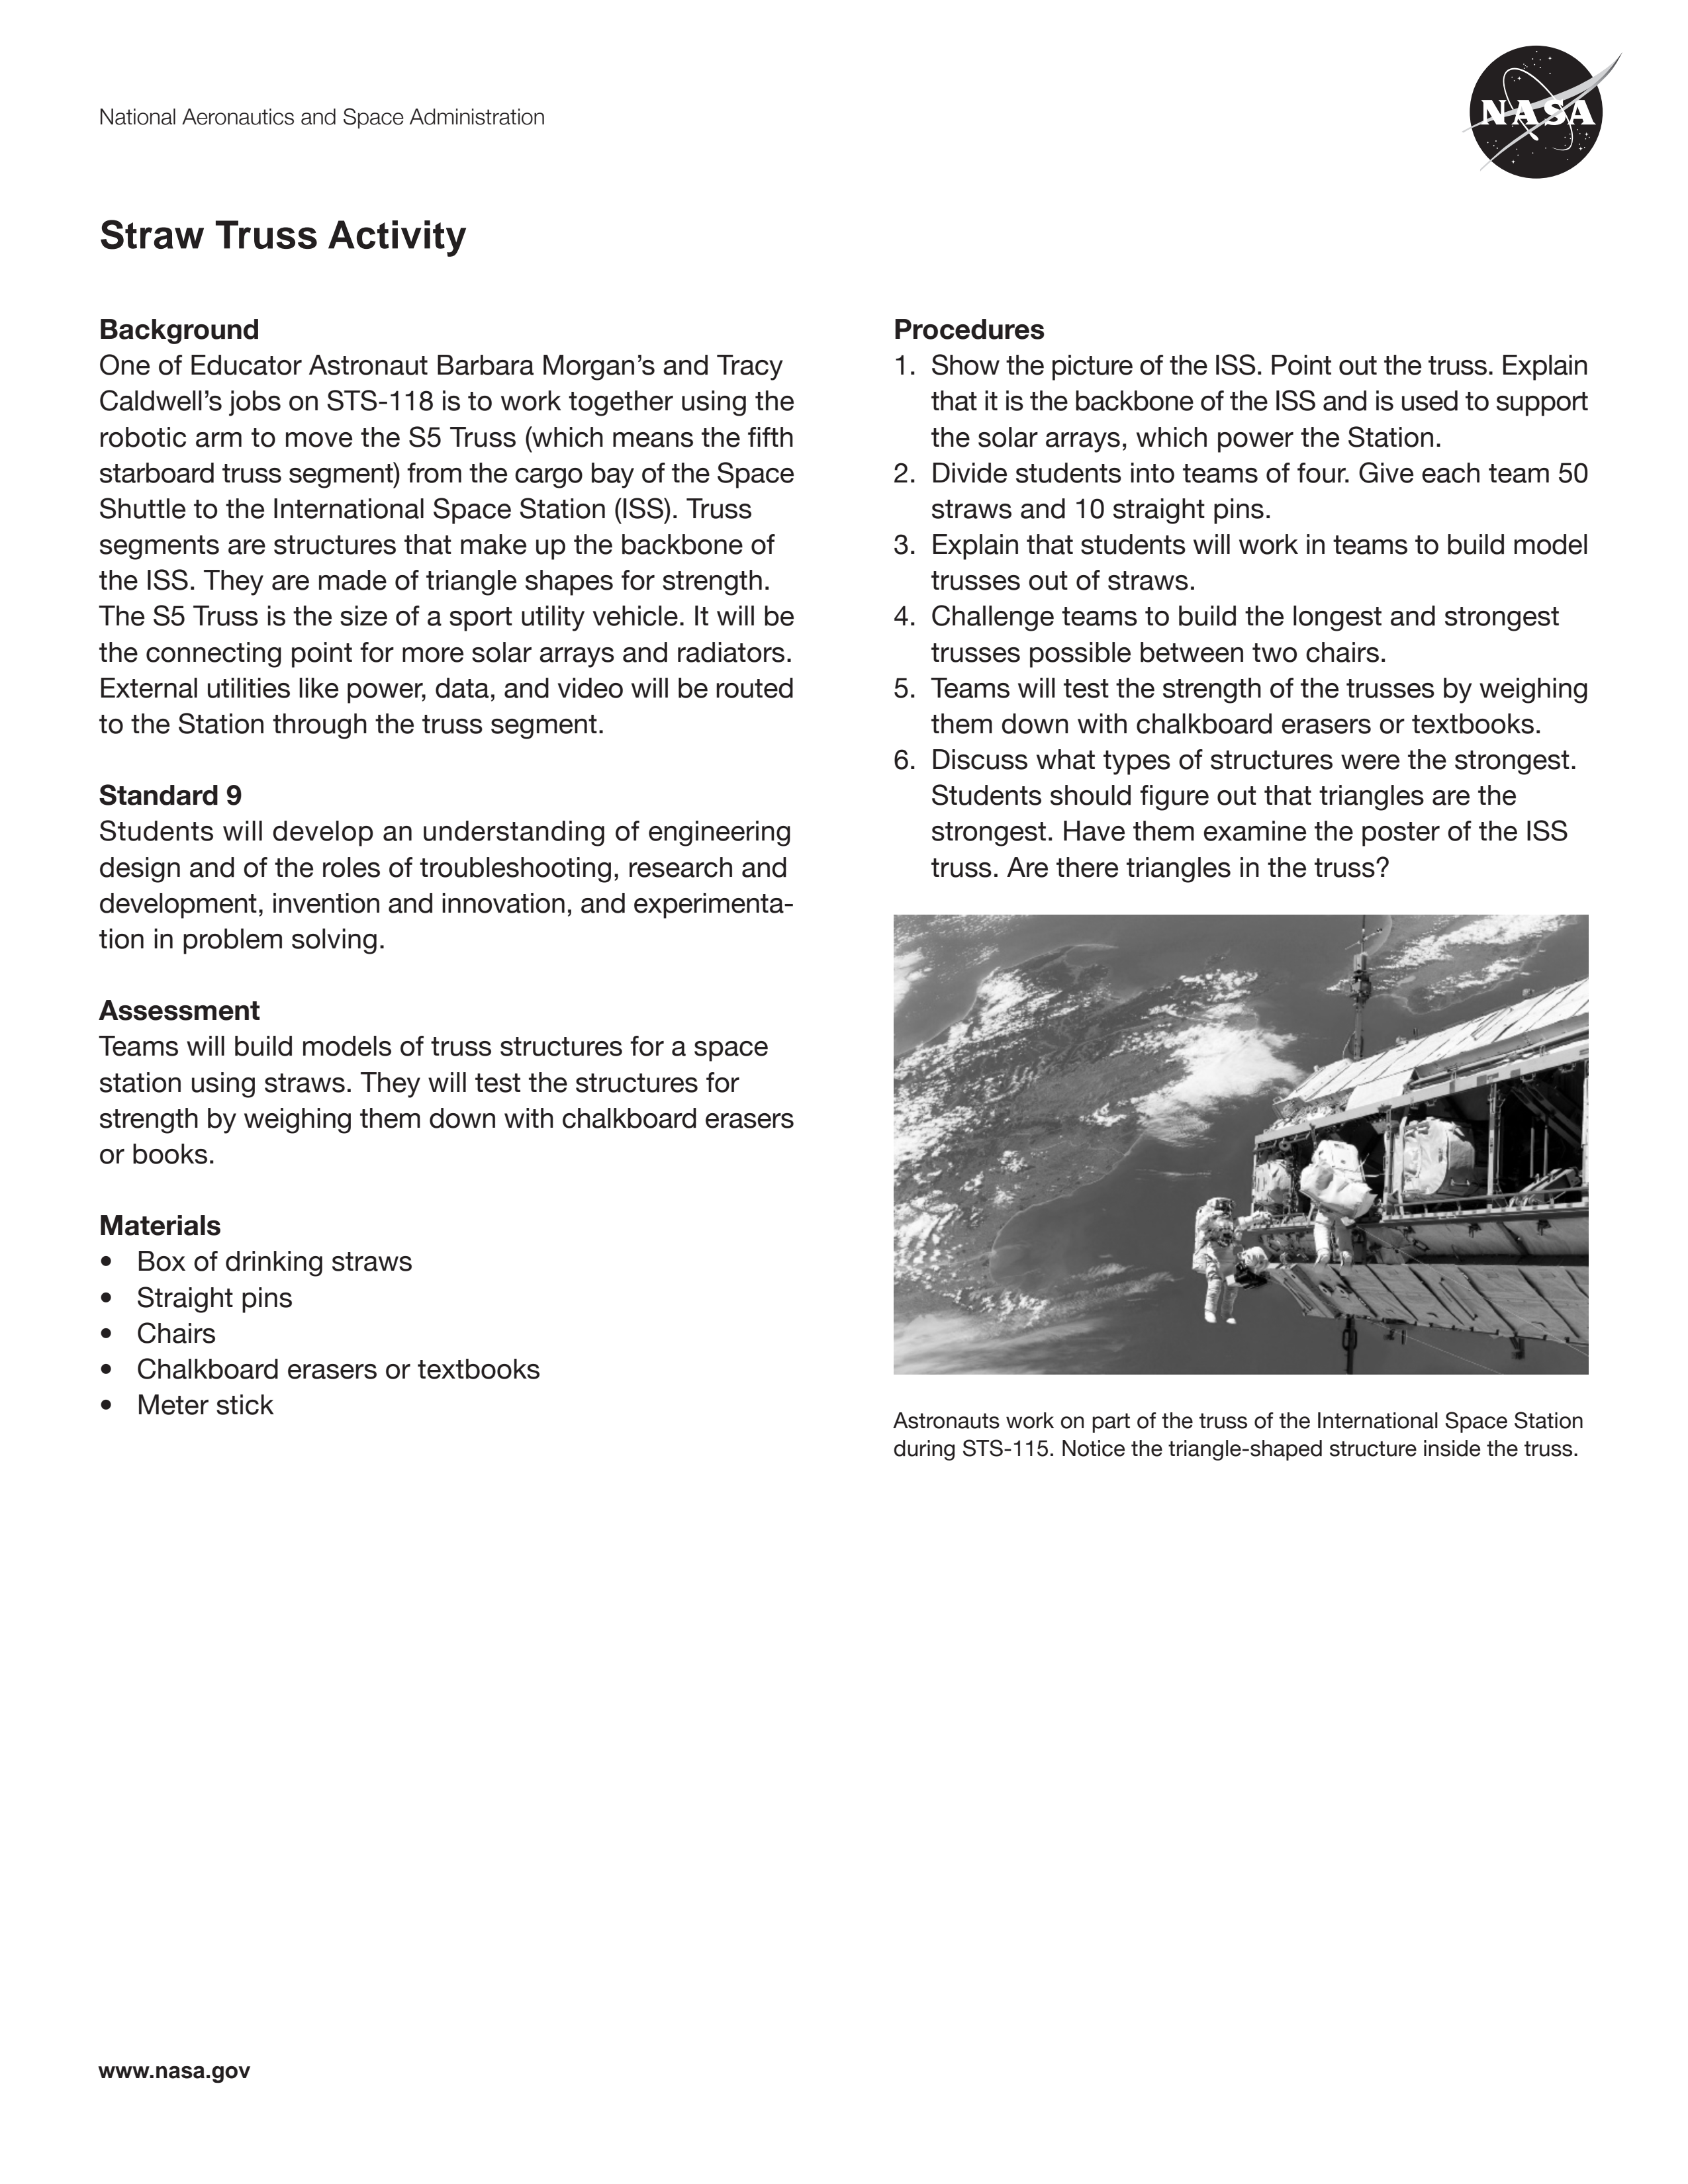 National Aeronautics and Space Administration
NASA
Straw Truss Activity
Background
One of Educator Astronaut Barbara Morgan’s and Tracy
Caldwell’s jobs on STS-118 is to work together using the
robotic arm to move the S5 Truss (which means the fifth
starboard truss segment) from the cargo bay of the Space
Shuttle to the International Space Station (ISS). Truss
segments are structures that make up the backbone of
the ISS. They are made of triangle shapes for strength.
The S5 Truss is the size of a sport utility vehicle. It will be
the connecting point for more solar arrays and radiators.
External utilities like power, data, and video will be routed
to the Station through the truss segment.
Standard 9
Students will develop an understanding of engineering
design and of the roles of troubleshooting, research and
development, invention and innovation, and experimenta-
tion in problem solving.
Assessment
Teams will build models of truss structures for a space
station using straws. They will test the structures for
strength by weighing them down with chalkboard erasers
or books.
Materials
• Box of drinking straws
• Straight pins
• Chairs
• Chalkboard erasers or textbooks
• Meter stick
Procedures
1. Show the picture of the ISS. Point out the truss. Explain
that it is the backbone of the ISS and is used to support
the solar arrays, which power the Station.
2. Divide students into teams of four. Give each team 50
straws and 10 straight pins.
3. Explain that students will work in teams to build model
trusses out of straws.
4. Challenge teams to build the longest and strongest
trusses possible between two chairs.
5. Teams will test the strength of the trusses by weighing
them down with chalkboard erasers or textbooks.
6. Discuss what types of structures were the strongest.
Students should figure out that triangles are the
strongest. Have them examine the poster of the ISS
truss. Are there triangles in the truss?
Astronauts work on part of the truss of the International Space Station
during STS-115. Notice the triangle-shaped structure inside the truss.
www.nasa.gov